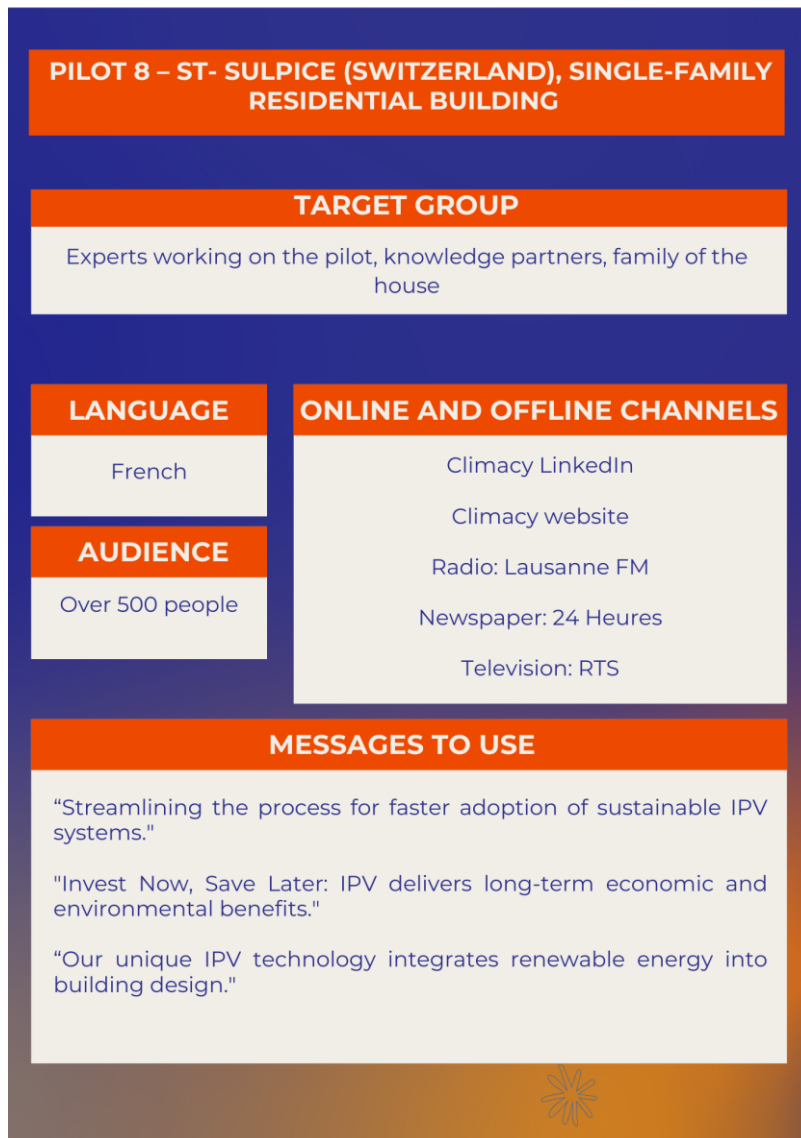 PILOT 8 – ST- SULPICE (SWITZERLAND), SINGLE-FAMILY
RESIDENTIAL BUILDING
TARGET GROUP
Experts working on the pilot, knowledge partners, family of the
house
LANGUAGE
French
AUDIENCE
Over 500 people
ONLINE AND OFFLINE CHANNELS
Climacy LinkedIn
Climacy website
Radio: Lausanne FM
Newspaper: 24 Heures
Television: RTS
MESSAGES TO USE
“Streamlining the process for faster adoption of sustainable IPV
systems."
"Invest Now, Save Later: IPV delivers long-term economic and
environmental benefits."
“Our unique IPV technology integrates renewable energy into
building design."